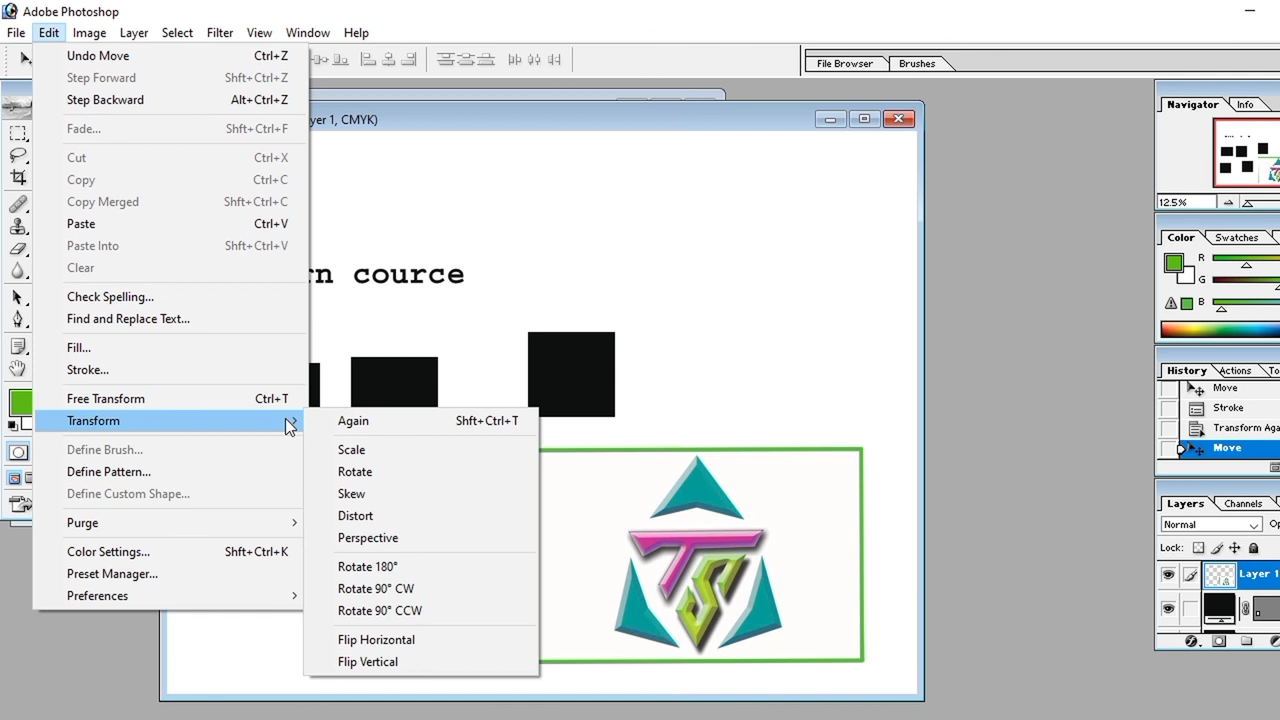 Adobe Photoshop
File Edit Image Layer Select Filter View Window Help
File Browser Brushes
Undo Move Ctrl+Z
Step Forward Shft+Ctrl+Z
Step Backward Alt+Ctrl+Z
Fade... Shft+Ctrl+F
Cut Ctrl+X
Copy Ctrl+C
Copy Merged Shft+Ctrl+C
Paste Ctrl+V
Paste Into Shft+Ctrl+V
Clear
Check Spelling...
Find and Replace Text...
Fill...
Stroke...
Free Transform Ctrl+T
Transform
Define Brush...
Define Pattern...
Define Custom Shape...
Purge
Color Settings... Shft+Ctrl+K
Preset Manager...
Preferences
Again Shft+Ctrl+T
Scale
Rotate
Skew
Distort
Perspective
Rotate 180°
Rotate 90° CW
Rotate 90° CCW
Flip Horizontal
Flip Vertical
yer 1, CMYK)
rn cource
TS
Navigator Info
12.5%
Color Swatches
R
G
B
History Actions To
Move
Stroke
Transform Aga
Move
Layers Channels
Normal Op
Lock:
Layer 1